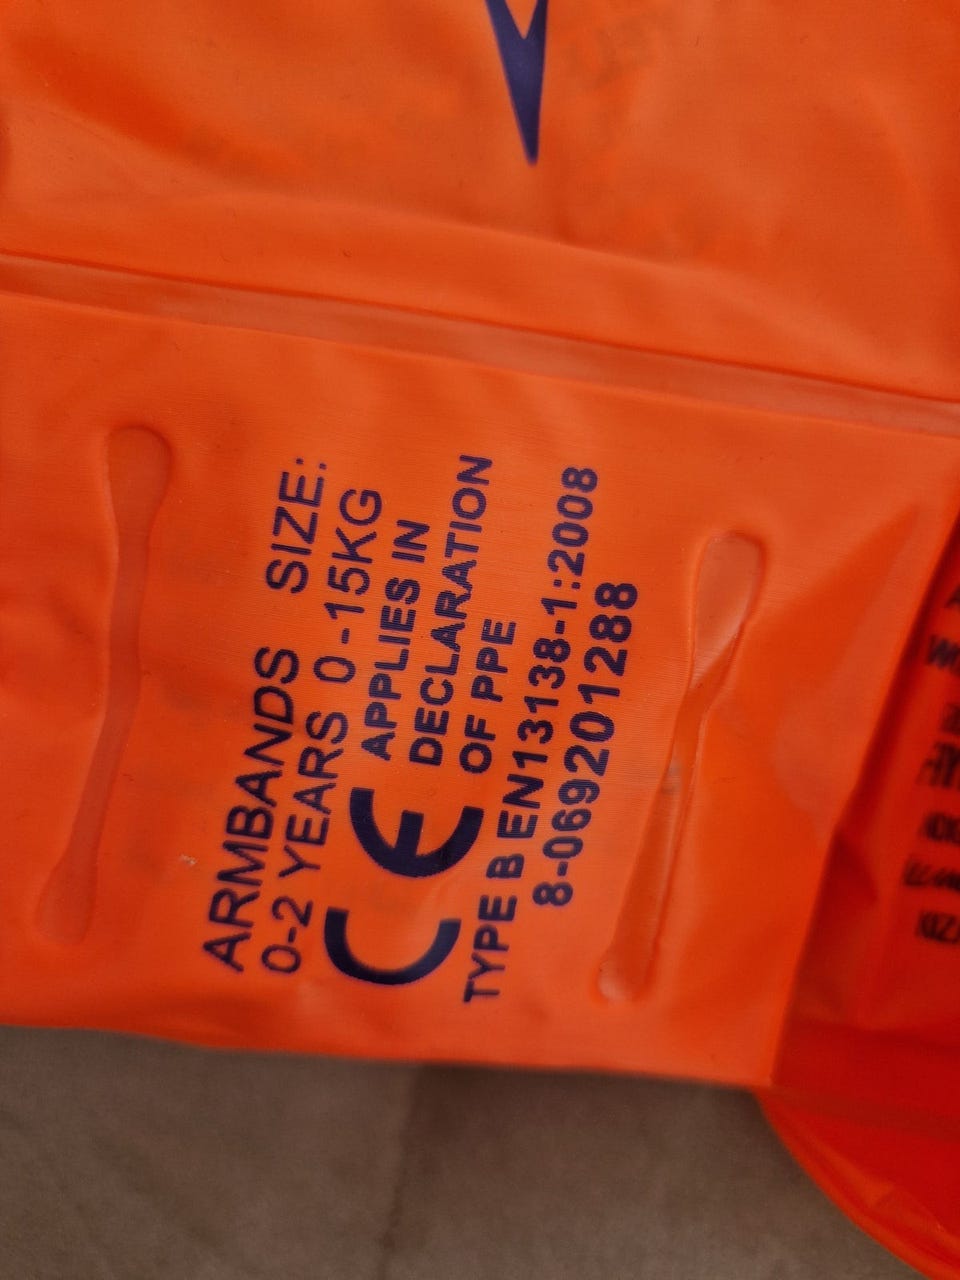 ARMBANDS SIZE:
0-2 YEARS 0-15KG
CE APPLIES IN
DECLARATION
OF PPE
TYPE B EN13138-1:2008
8-069201288